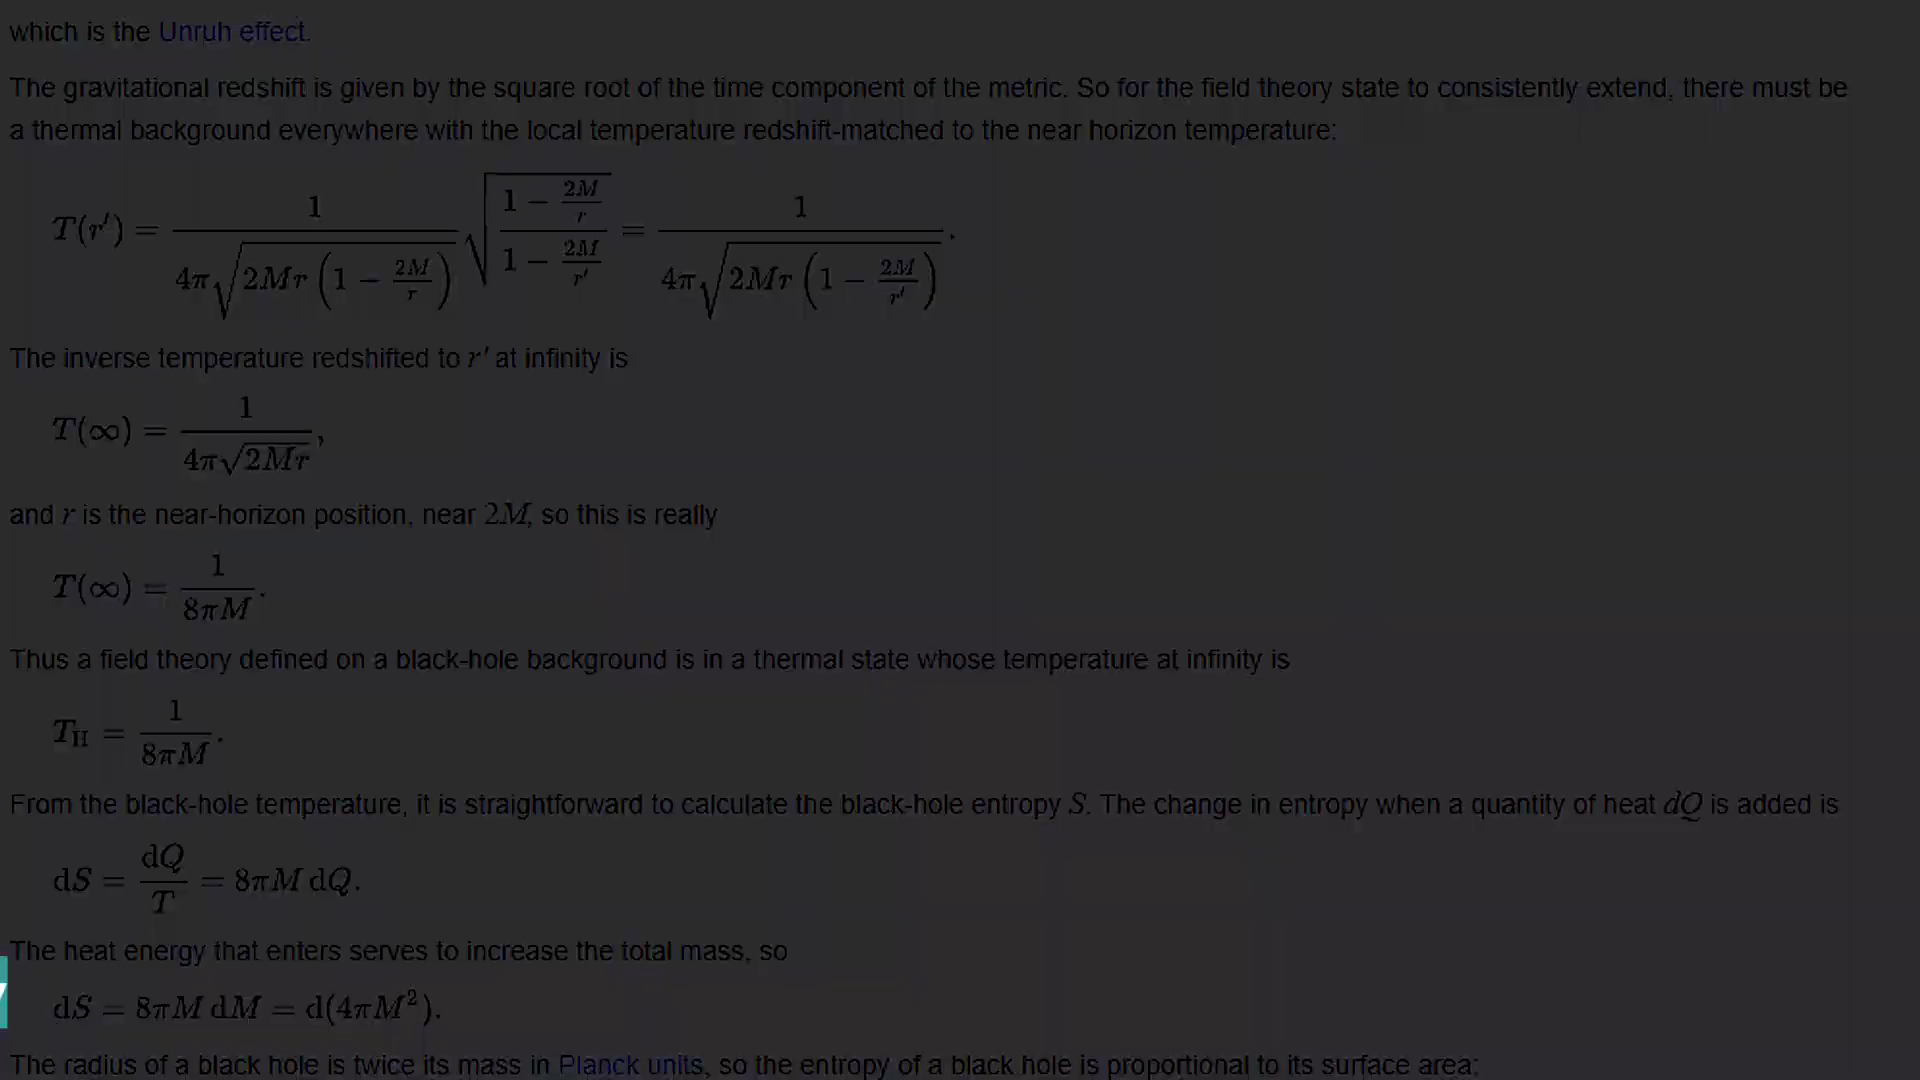 which is the Unruh effect.
The gravitational redshift is given by the square root of the time component of the metric. So for the field theory state to consistently extend, there must be
a thermal background everywhere with the local temperature redshift-matched to the near horizon temperature:
T(r′) = 1 / (4π√(2Mr(1 − 2M/r))) √((1 − 2M/r)/(1 − 2M/r′)) = 1 / (4π√(2Mr(1 − 2M/r′))).
The inverse temperature redshifted to r′ at infinity is
T(∞) = 1 / (4π√(2Mr)),
and r is the near-horizon position, near 2M, so this is really
T(∞) = 1 / (8πM).
Thus a field theory defined on a black-hole background is in a thermal state whose temperature at infinity is
T_H = 1 / (8πM).
From the black-hole temperature, it is straightforward to calculate the black-hole entropy S. The change in entropy when a quantity of heat dQ is added is
dS = dQ/T = 8πM dQ.
The heat energy that enters serves to increase the total mass, so
dS = 8πM dM = d(4πM²).
The radius of a black hole is twice its mass in Planck units, so the entropy of a black hole is proportional to its surface area: